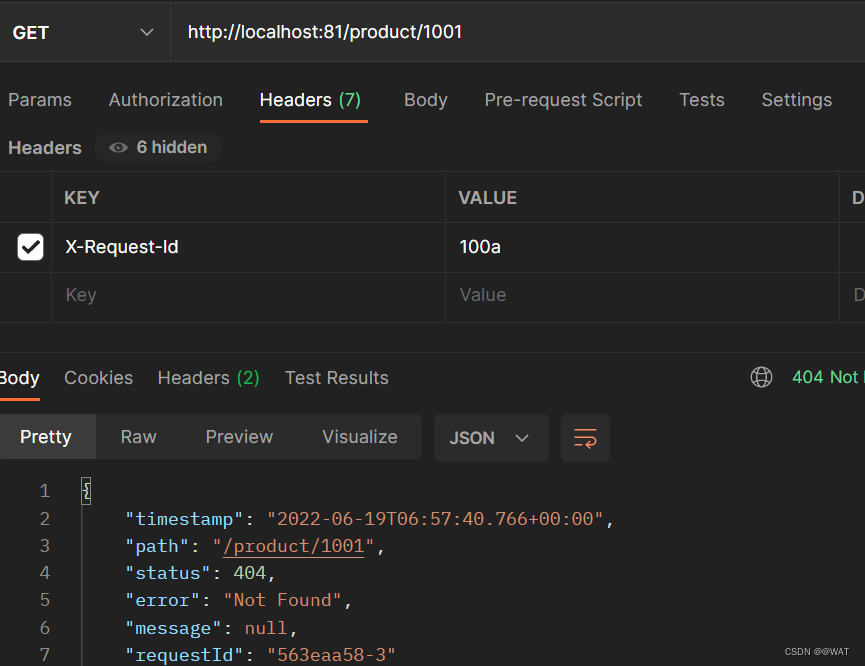 GET http://localhost:81/product/1001
Params Authorization Headers (7) Body Pre-request Script Tests Settings
Headers 6 hidden
KEY VALUE D
X-Request-Id 100a
Key Value D
Body Cookies Headers (2) Test Results 404 Not
Pretty Raw Preview Visualize JSON
1 {
2 "timestamp": "2022-06-19T06:57:40.766+00:00",
3 "path": "/product/1001",
4 "status": 404,
5 "error": "Not Found",
6 "message": null,
7 "requestId": "563eaa58-3"
CSDN @@WAT